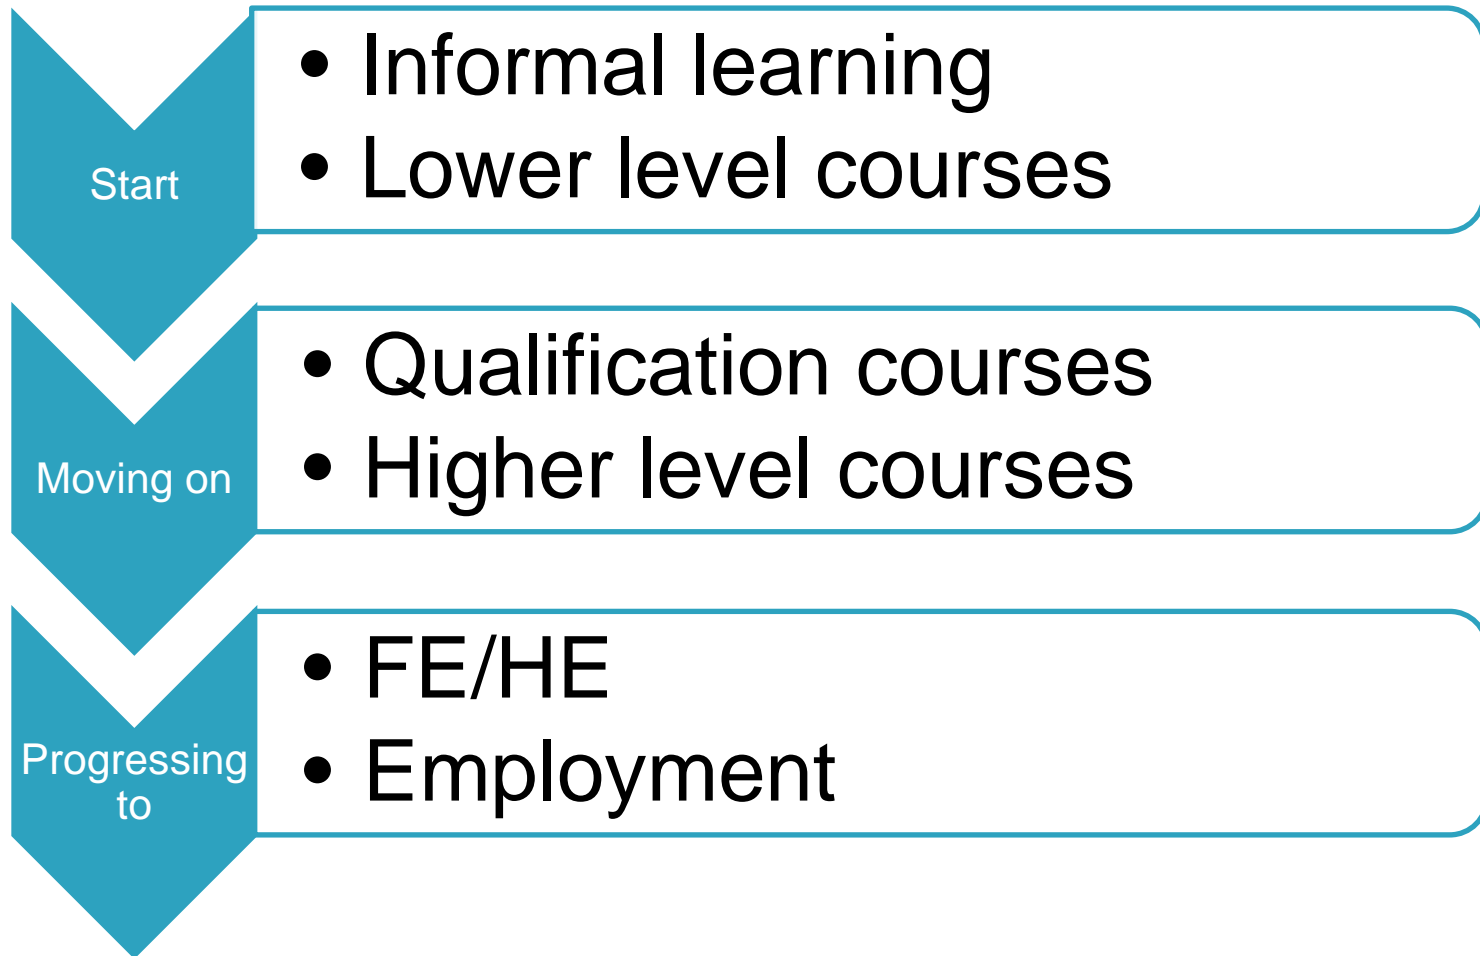 Start
• Informal learning
• Lower level courses
Moving on
• Qualification courses
• Higher level courses
Progressing
to
• FE/HE
• Employment